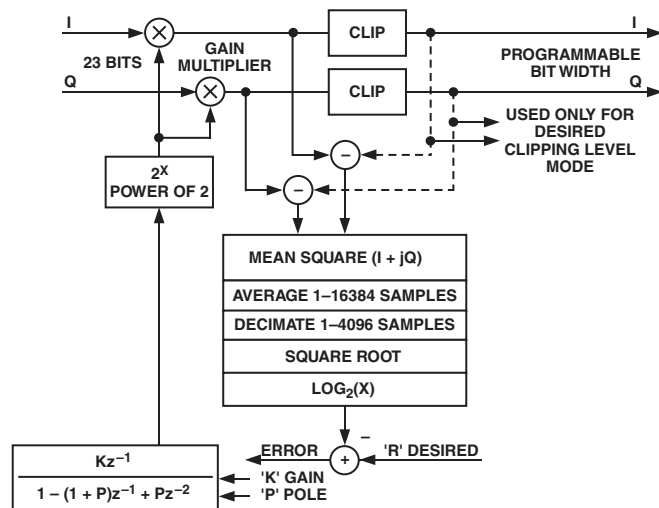 I
CLIP
I
23 BITS
GAIN
MULTIPLIER
PROGRAMMABLE
BIT WIDTH
Q
CLIP
Q
USED ONLY FOR
DESIRED
CLIPPING LEVEL
MODE
2^X
POWER OF 2
–
–
MEAN SQUARE (I + jQ)
AVERAGE 1–16384 SAMPLES
DECIMATE 1–4096 SAMPLES
SQUARE ROOT
LOG₂(X)
–
ERROR
+
'R' DESIRED
Kz⁻¹
1 – (1 + P)z⁻¹ + Pz⁻²
'K' GAIN
'P' POLE